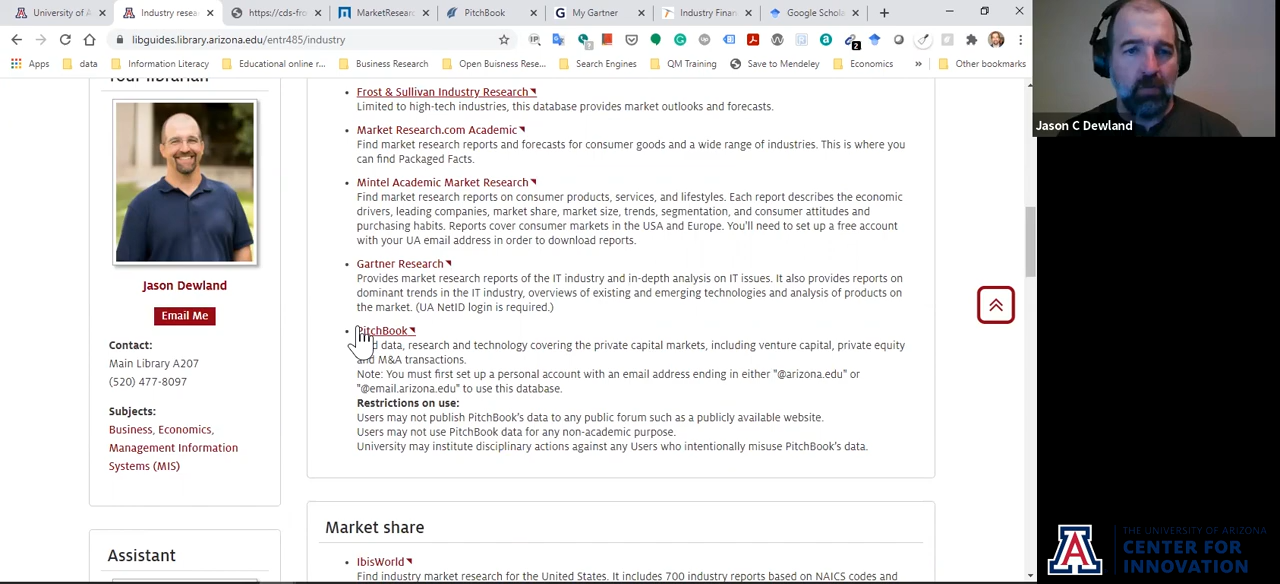 University of A
Industry resea
https://cds-fro
MarketResearc
PitchBook
My Gartner
Industry Finan
Google Schola
libguides.library.arizona.edu/entr485/industry
Apps
data
Information Literacy
Educational online r...
Business Research
Open Buisness Rese...
Search Engines
QM Training
Save to Mendeley
Economics
»
Other bookmarks
Jason C Dewland
Your librarian
Jason Dewland
Email Me
Contact:
Main Library A207
(520) 477-8097
Subjects:
Business, Economics,
Management Information
Systems (MIS)
Assistant
Frost & Sullivan Industry Research
Limited to high-tech industries, this database provides market outlooks and forecasts.
Market Research.com Academic
Find market research reports and forecasts for consumer goods and a wide range of industries. This is where you
can find Packaged Facts.
Mintel Academic Market Research
Find market research reports on consumer products, services, and lifestyles. Each report describes the economic
drivers, leading companies, market share, market size, trends, segmentation, and consumer attitudes and
purchasing habits. Reports cover consumer markets in the USA and Europe. You'll need to set up a free account
with your UA email address in order to download reports.
Gartner Research
Provides market research reports of the IT industry and in-depth analysis on IT issues. It also provides reports on
dominant trends in the IT industry, overviews of existing and emerging technologies and analysis of products on
the market. (UA NetID login is required.)
PitchBook
Find data, research and technology covering the private capital markets, including venture capital, private equity
and M&A transactions.
Note: You must first set up a personal account with an email address ending in either "@arizona.edu" or
"@email.arizona.edu" to use this database.
Restrictions on use:
Users may not publish PitchBook's data to any public forum such as a publicly available website.
Users may not use PitchBook data for any non-academic purpose.
University may institute disciplinary actions against any Users who intentionally misuse PitchBook's data.
Market share
IbisWorld
Find industry market research for the United States. It includes 700 industry reports based on NAICS codes and
THE UNIVERSITY OF ARIZONA
CENTER FOR
INNOVATION